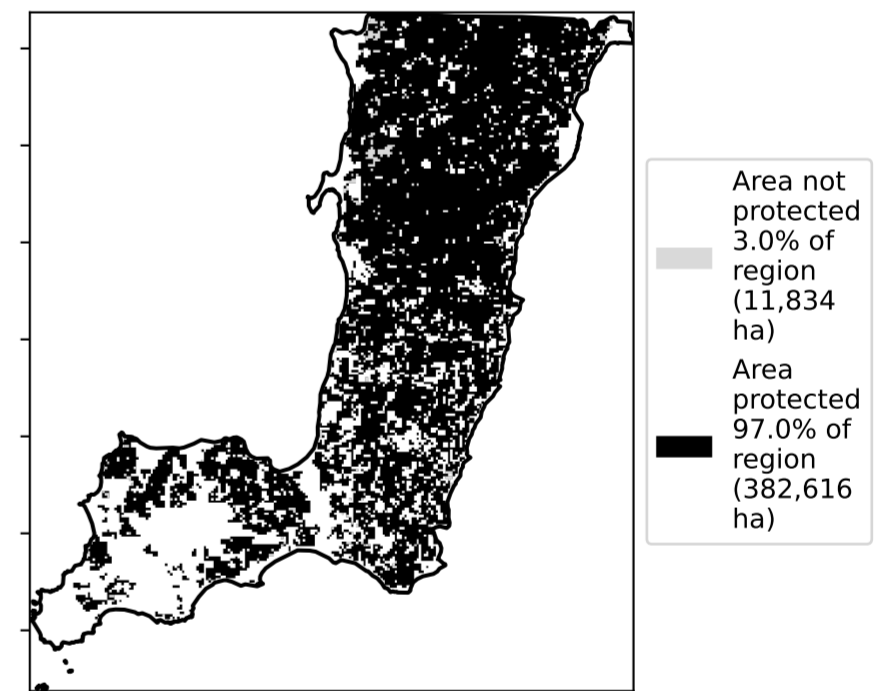 Area not
protected
3.0% of
region
(11,834
ha)
Area
protected
97.0% of
region
(382,616
ha)